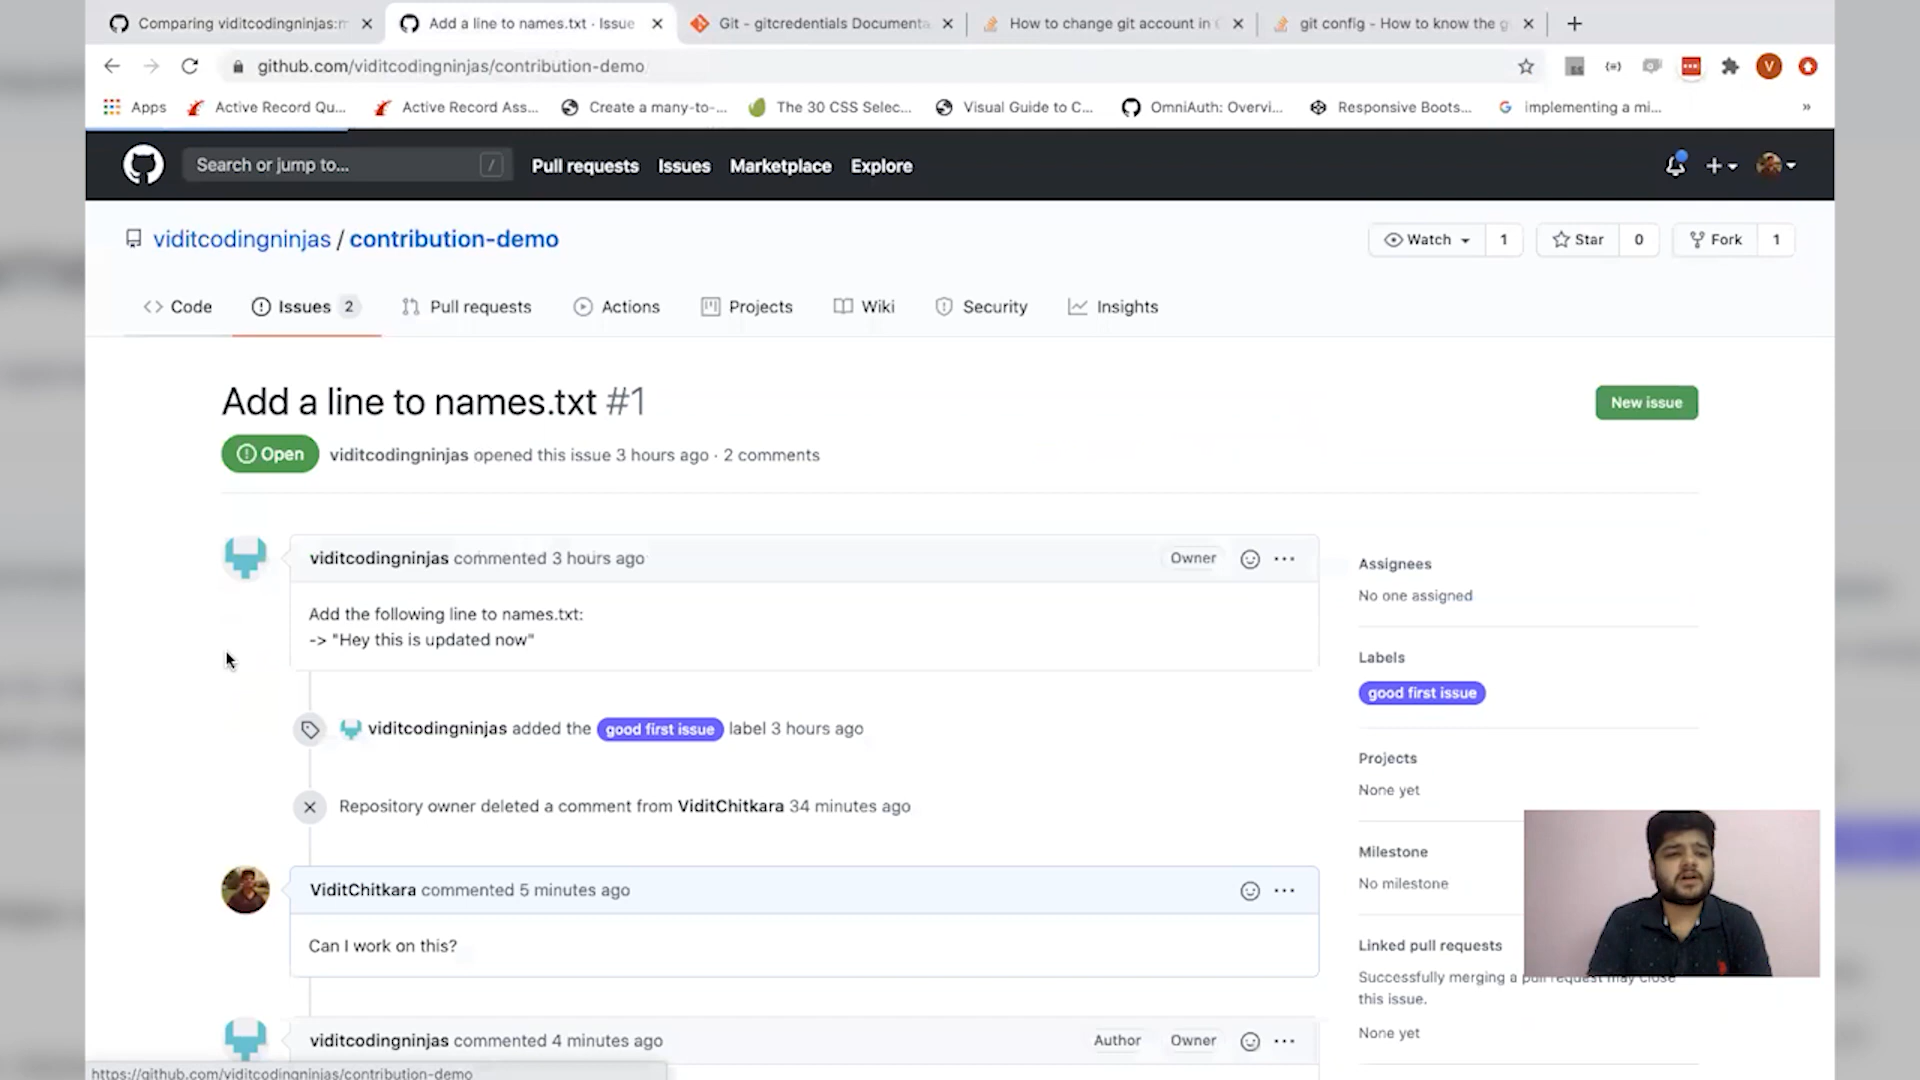 Comparing viditcodingninjas:m
Add a line to names.txt · Issue
Git - gitcredentials Documenta
How to change git account in
git config - How to know the g
github.com/viditcodingninjas/contribution-demo
V
Apps
Active Record Qu...
Active Record Ass...
Create a many-to-...
The 30 CSS Selec...
Visual Guide to C...
OmniAuth: Overvi...
Responsive Boots...
implementing a mi...
»
Search or jump to...
/
Pull requests
Issues
Marketplace
Explore
viditcodingninjas / contribution-demo
Watch 1
Star 0
Fork 1
Code
Issues 2
Pull requests
Actions
Projects
Wiki
Security
Insights
Add a line to names.txt #1
New issue
Open
viditcodingninjas opened this issue 3 hours ago · 2 comments
viditcodingninjas commented 3 hours ago
Owner
Add the following line to names.txt:
-> "Hey this is updated now"
viditcodingninjas added the good first issue label 3 hours ago
Repository owner deleted a comment from ViditChitkara 34 minutes ago
ViditChitkara commented 5 minutes ago
Can I work on this?
viditcodingninjas commented 4 minutes ago
Author
Owner
Assignees
No one assigned
Labels
good first issue
Projects
None yet
Milestone
No milestone
Linked pull requests
Successfully merging a pull request may close
this issue.
None yet
https://github.com/viditcodingninjas/contribution-demo